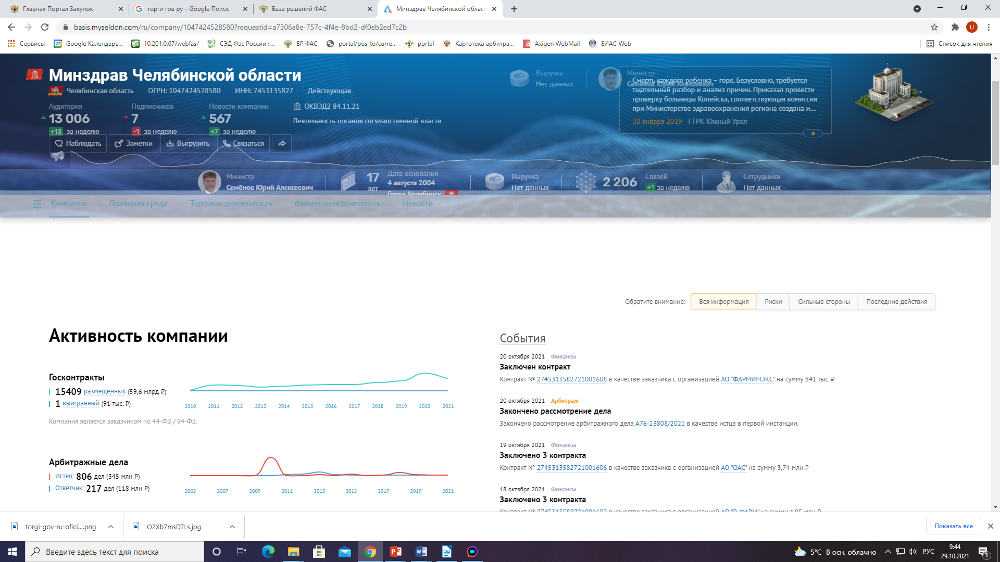 Главная Портал Закупок
торги гов ру – Google Поиск
База решений ФАС
Минздрав Челябинской област
basis.myseldon.com/ru/company/1047424528580?requestid=a7306a8e-757c-4f4e-8bd2-df0eb2ed7c2b
U
Сервисы
Google Календарь...
10.201.0.67/webfas/
СЭД Фас России ::...
БР ФАС
portal/pos-to/curre...
portal
Картотека арбитра...
Axigen WebMail
ЕИАС Web
Список для чтения
Минздрав Челябинской области
Челябинская область ОГРН: 1047424528580 ИНН: 7453135827 Действующая
Аудитория
13 006
+13 за неделю
Подписчиков
7
-1 за неделю
Новости компании
567
+7 за неделю
ОКВЭД2 84.11.21
Деятельность органов государственной власти
Наблюдать
Заметки
Выгрузить
Связаться
Выручка
Нет данных
Министр
Семёнов Юрий Алексеевич
Смерть каждого ребенка – горе. Безусловно, требуется
тщательный разбор и анализ причин. Приказал провести
проверку больницы Копейска, соответствующая комиссия
при Министерстве здравоохранения региона создана и...
30 января 2019 ГТРК Южный Урал
Министр
Семёнов Юрий Алексеевич
17
лет
Дата основания
4 августа 2004
Город Челябинск
Выручка
Нет данных
2 206
Связей
+1 за неделю
Сотрудники
Нет данных
Компания
Правовая среда
Торговая деятельность
Финансовая отчетность
Новости
Обратите внимание:
Вся информация
Риски
Сильные стороны
Последние действия
Активность компании
Госконтракты
15409 размещенных (59,6 млрд ₽)
1 выигранный (91 тыс. ₽)
2010 2011 2012 2013 2014 2015 2016 2017 2018 2019 2020 2021
Компания является заказчиком по 44-ФЗ / 94-ФЗ.
Арбитражные дела
Истец: 806 дел (345 млн ₽)
Ответчик: 217 дел (118 млн ₽)
2005 2007 2009 2011 2013 2015 2017 2019 2021
События
20 октября 2021 Финансы
Заключен контракт
Контракт № 2745313582721001608 в качестве заказчика с организацией АО "ФАРМИМЭКС" на сумму 841 тыс. ₽
20 октября 2021 Арбитраж
Закончено рассмотрение дела
Закончено рассмотрение арбитражного дела А76-23808/2021 в качестве истца в первой инстанции.
19 октября 2021 Финансы
Заключено 3 контракта
Контракт № 2745313582721001606 в качестве заказчика с организацией АО "ОАС" на сумму 3,74 млн ₽
18 октября 2021 Финансы
Заключено 3 контракта
Контракт № 2745313582721001602 в качестве заказчика с организацией АО "Р-ФАРМ" на сумму 4,95 млн ₽
torgi-gov-ru-ofici....png
O2Xb7msDTLs.jpg
Показать все
Введите здесь текст для поиска
5°C В осн. облачно
РУС
9:44
29.10.2021
1